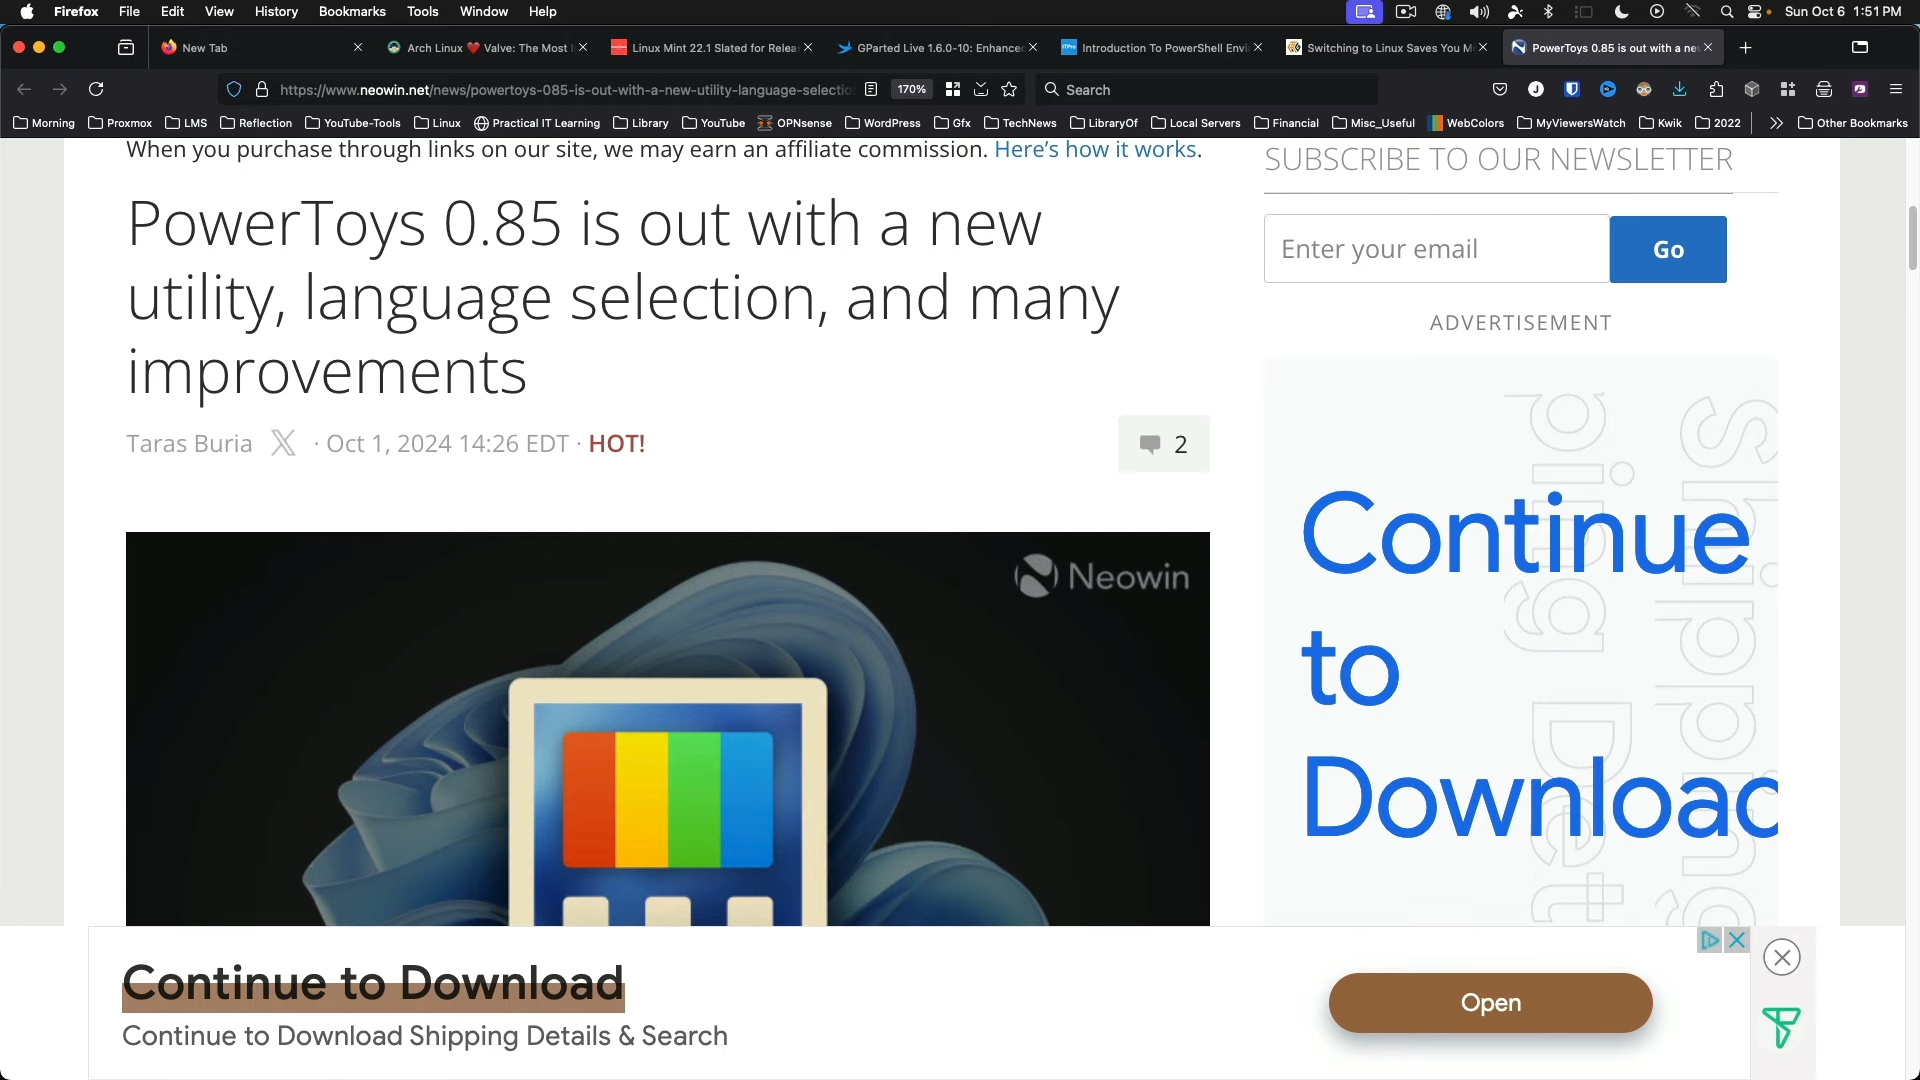 Firefox File Edit View History Bookmarks Tools Window Help Sun Oct 6 1:51 PM
New Tab Arch Linux ❤️ Valve: The Most Linux Mint 22.1 Slated for Relea GParted Live 1.6.0-10: Enhance Introduction To PowerShell Envi Switching to Linux Saves You M PowerToys 0.85 is out with a ne
https://www.neowin.net/news/powertoys-085-is-out-with-a-new-utility-language-selectio 170% Search
Morning Proxmox LMS Reflection YouTube-Tools Linux Practical IT Learning Library YouTube OPNsense WordPress Gfx TechNews LibraryOf Local Servers Financial Misc_Useful WebColors MyViewersWatch Kwik 2022 Other Bookmarks
When you purchase through links on our site, we may earn an affiliate commission. Here's how it works.
PowerToys 0.85 is out with a new
utility, language selection, and many
improvements
Taras Buria · Oct 1, 2024 14:26 EDT · HOT!
2
Neowin
SUBSCRIBE TO OUR NEWSLETTER
Enter your email Go
ADVERTISEMENT
Continue
to
Download
Shipping
ping Det
Continue to Download
Continue to Download Shipping Details & Search
Open